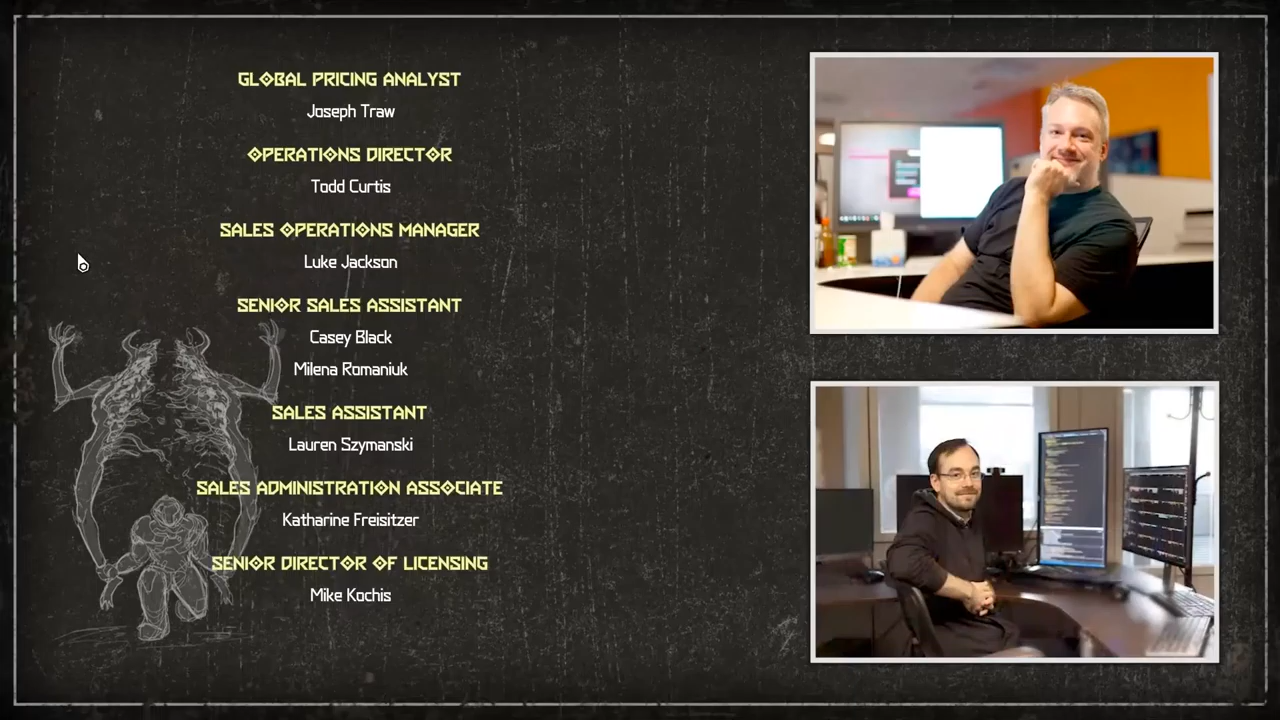 GLOBAL PRICING ANALYST
Joseph Traw
OPERATIONS DIRECTOR
Todd Curtis
SALES OPERATIONS MANAGER
Luke Jackson
SENIOR SALES ASSISTANT
Casey Black
Milena Romaniuk
SALES ASSISTANT
Lauren Szymanski
SALES ADMINISTRATION ASSOCIATE
Katharine Freisitzer
SENIOR DIRECTOR OF LICENSING
Mike Kochis